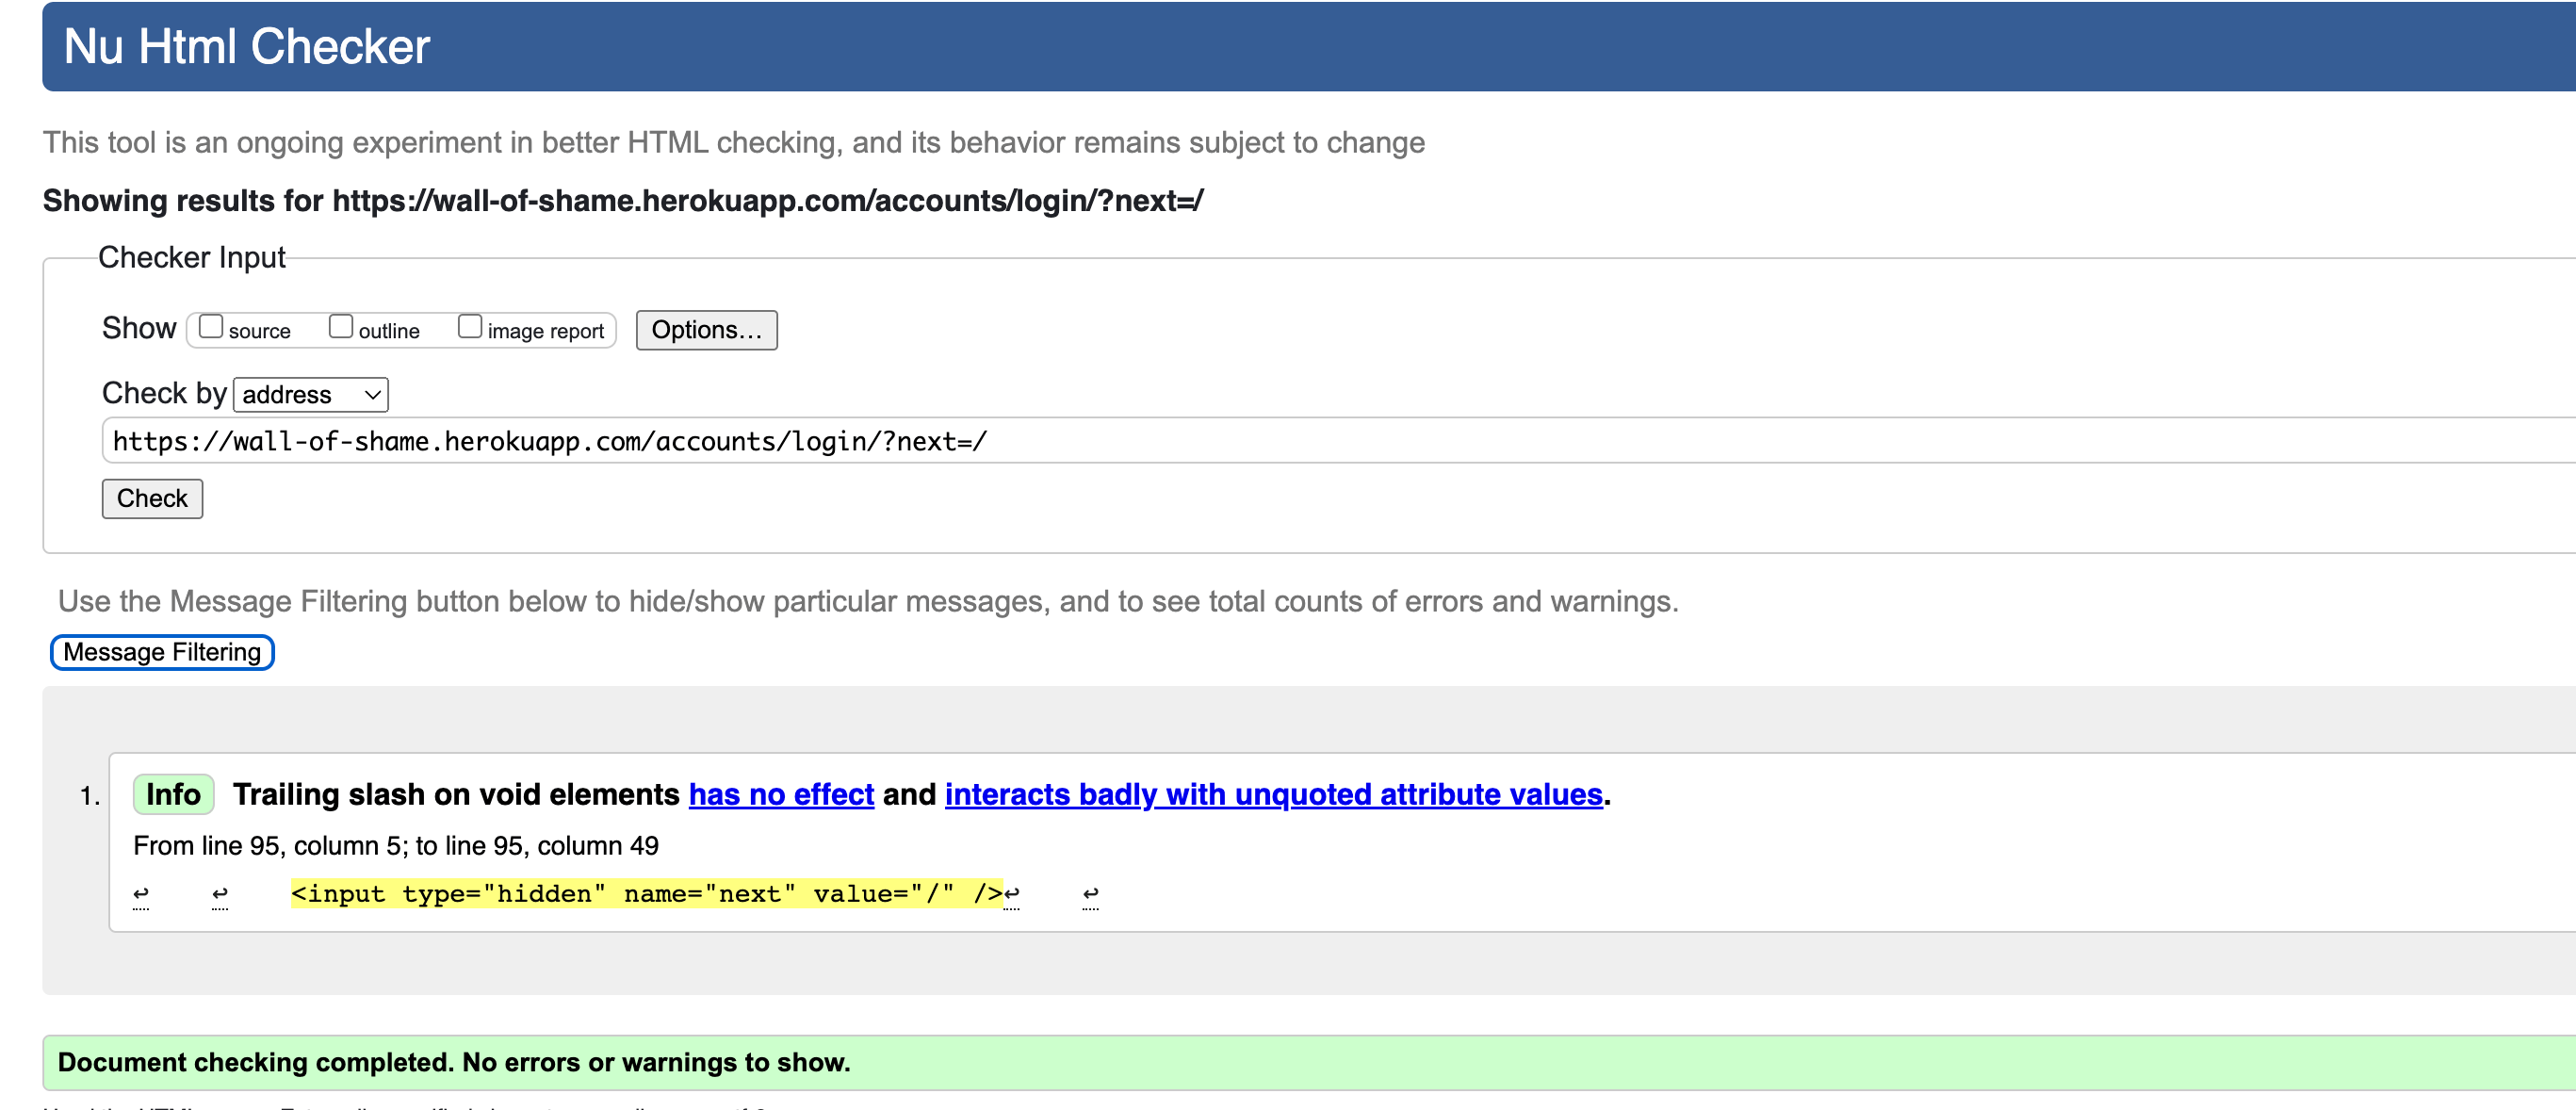 Nu Html Checker
This tool is an ongoing experiment in better HTML checking, and its behavior remains subject to change
Showing results for https://wall-of-shame.herokuapp.com/accounts/login/?next=/
Checker Input
Show source outline image report Options...
Check by address
https://wall-of-shame.herokuapp.com/accounts/login/?next=/
Check
Use the Message Filtering button below to hide/show particular messages, and to see total counts of errors and warnings.
Message Filtering
1. Info Trailing slash on void elements has no effect and interacts badly with unquoted attribute values.
From line 95, column 5; to line 95, column 49
↩ ↩ <input type="hidden" name="next" value="/" />↩ ↩
Document checking completed. No errors or warnings to show.